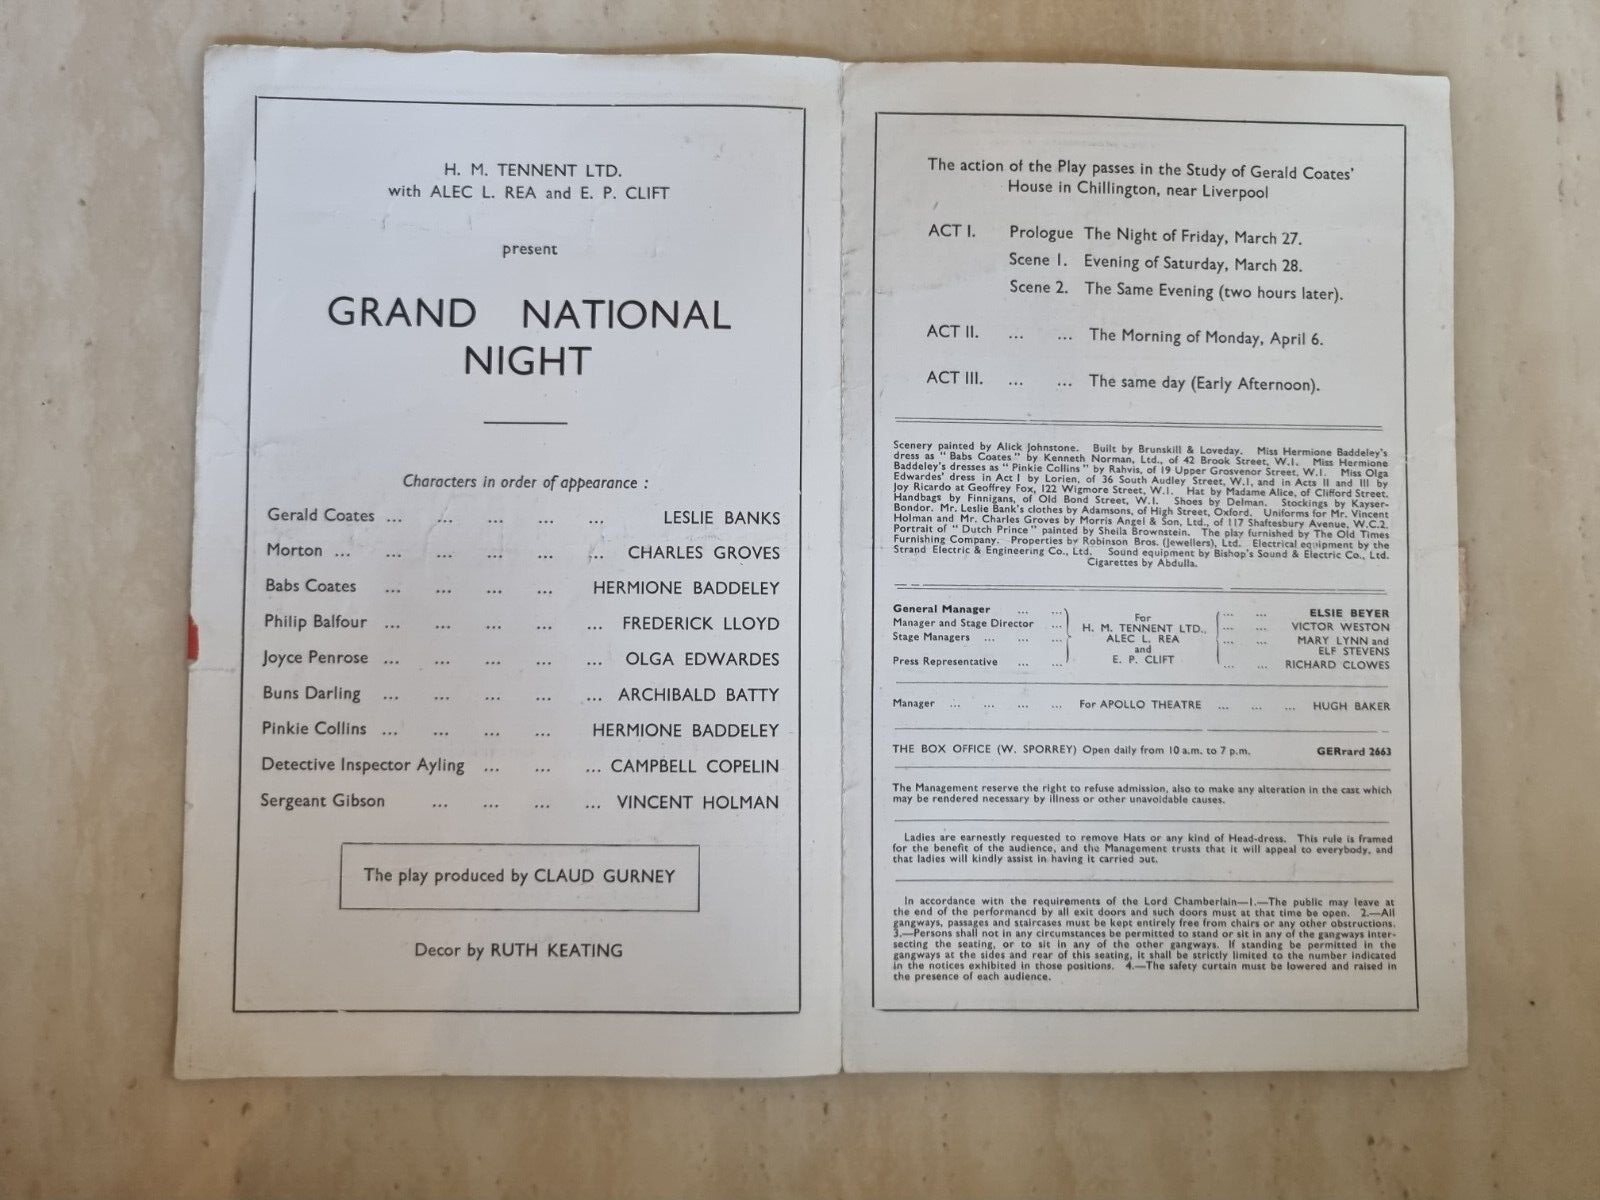 H. M. TENNENT LTD.
with ALEC L. REA and E. P. CLIFT
present
GRAND NATIONAL
NIGHT
Characters in order of appearance :
Gerald Coates ... ... ... ... ... LESLIE BANKS
Morton ... ... ... ... ... CHARLES GROVES
Babs Coates ... ... ... ... HERMIONE BADDELEY
Philip Balfour ... ... ... ... ... FREDERICK LLOYD
Joyce Penrose ... ... ... ... ... OLGA EDWARDES
Buns Darling ... ... ... ... ... ARCHIBALD BATTY
Pinkie Collins ... ... ... ... HERMIONE BADDELEY
Detective Inspector Ayling ... ... ... CAMPBELL COPELIN
Sergeant Gibson ... ... ... ... VINCENT HOLMAN
The play produced by CLAUD GURNEY
Decor by RUTH KEATING
The action of the Play passes in the Study of Gerald Coates'
House in Chillington, near Liverpool
ACT I. Prologue The Night of Friday, March 27.
Scene 1. Evening of Saturday, March 28.
Scene 2. The Same Evening (two hours later).
ACT II. ... ... The Morning of Monday, April 6.
ACT III. ... ... The same day (Early Afternoon).
Scenery painted by Alick Johnstone. Built by Brunskill & Loveday. Miss Hermione Baddeley's
dress as " Babs Coates " by Kenneth Norman, Ltd., of 42 Brook Street, W.1. Miss Hermione
Baddeley's dresses as " Pinkie Collins " by Rahvis, of 19 Upper Grosvenor Street, W.1. Miss Olga
Edwardes' dress in Act I by Lorien, of 36 South Audley Street, W.1, and in Acts II and III by
Joy Ricardo at Geoffrey Fox, 122 Wigmore Street, W.1. Hat by Madame Alice, of Clifford Street.
Handbags by Finnigans, of Old Bond Street, W.1. Shoes by Delman. Stockings by Kayser-
Bondor. Mr. Leslie Bank's clothes by Adamsons, of High Street, Oxford. Uniforms for Mr. Vincent
Holman and Mr. Charles Groves by Morris Angel & Son, Ltd., of 117 Shaftesbury Avenue, W.C.2.
Portrait of " Dutch Prince " painted by Sheila Brownstein. The play furnished by The Old Times
Furnishing Company. Properties by Robinson Bros. (Jewellers), Ltd. Electrical equipment by the
Strand Electric & Engineering Co., Ltd. Sound equipment by Bishop's Sound & Electric Co., Ltd.
Cigarettes by Abdulla.
General Manager ... ... ... ... ELSIE BEYER
Manager and Stage Director ... For H. M. TENNENT LTD., ... ... VICTOR WESTON
Stage Managers ... ... ALEC L. REA ... ... MARY LYNN and
and ELF STEVENS
Press Representative ... ... E. P. CLIFT ... ... RICHARD CLOWES
Manager ... ... ... ... For APOLLO THEATRE ... ... ... HUGH BAKER
THE BOX OFFICE (W. SPORREY) Open daily from 10 a.m. to 7 p.m. GERrard 2663
The Management reserve the right to refuse admission, also to make any alteration in the cast which
may be rendered necessary by illness or other unavoidable causes.
Ladies are earnestly requested to remove Hats or any kind of Head-dress. This rule is framed
for the benefit of the audience, and the Management trusts that it will appeal to everybody, and
that ladies will kindly assist in having it carried out.
In accordance with the requirements of the Lord Chamberlain—1.—The public may leave at
the end of the performancd by all exit doors and such doors must at that time be open. 2.—All
gangways, passages and staircases must be kept entirely free from chairs or any other obstructions.
3.—Persons shall not in any circumstances be permitted to stand or sit in any of the gangways inter-
secting the seating, or to sit in any of the other gangways. If standing be permitted in the
gangways at the sides and rear of this seating, it shall be strictly limited to the number indicated
in the notices exhibited in those positions. 4.—The safety curtain must be lowered and raised in
the presence of each audience.